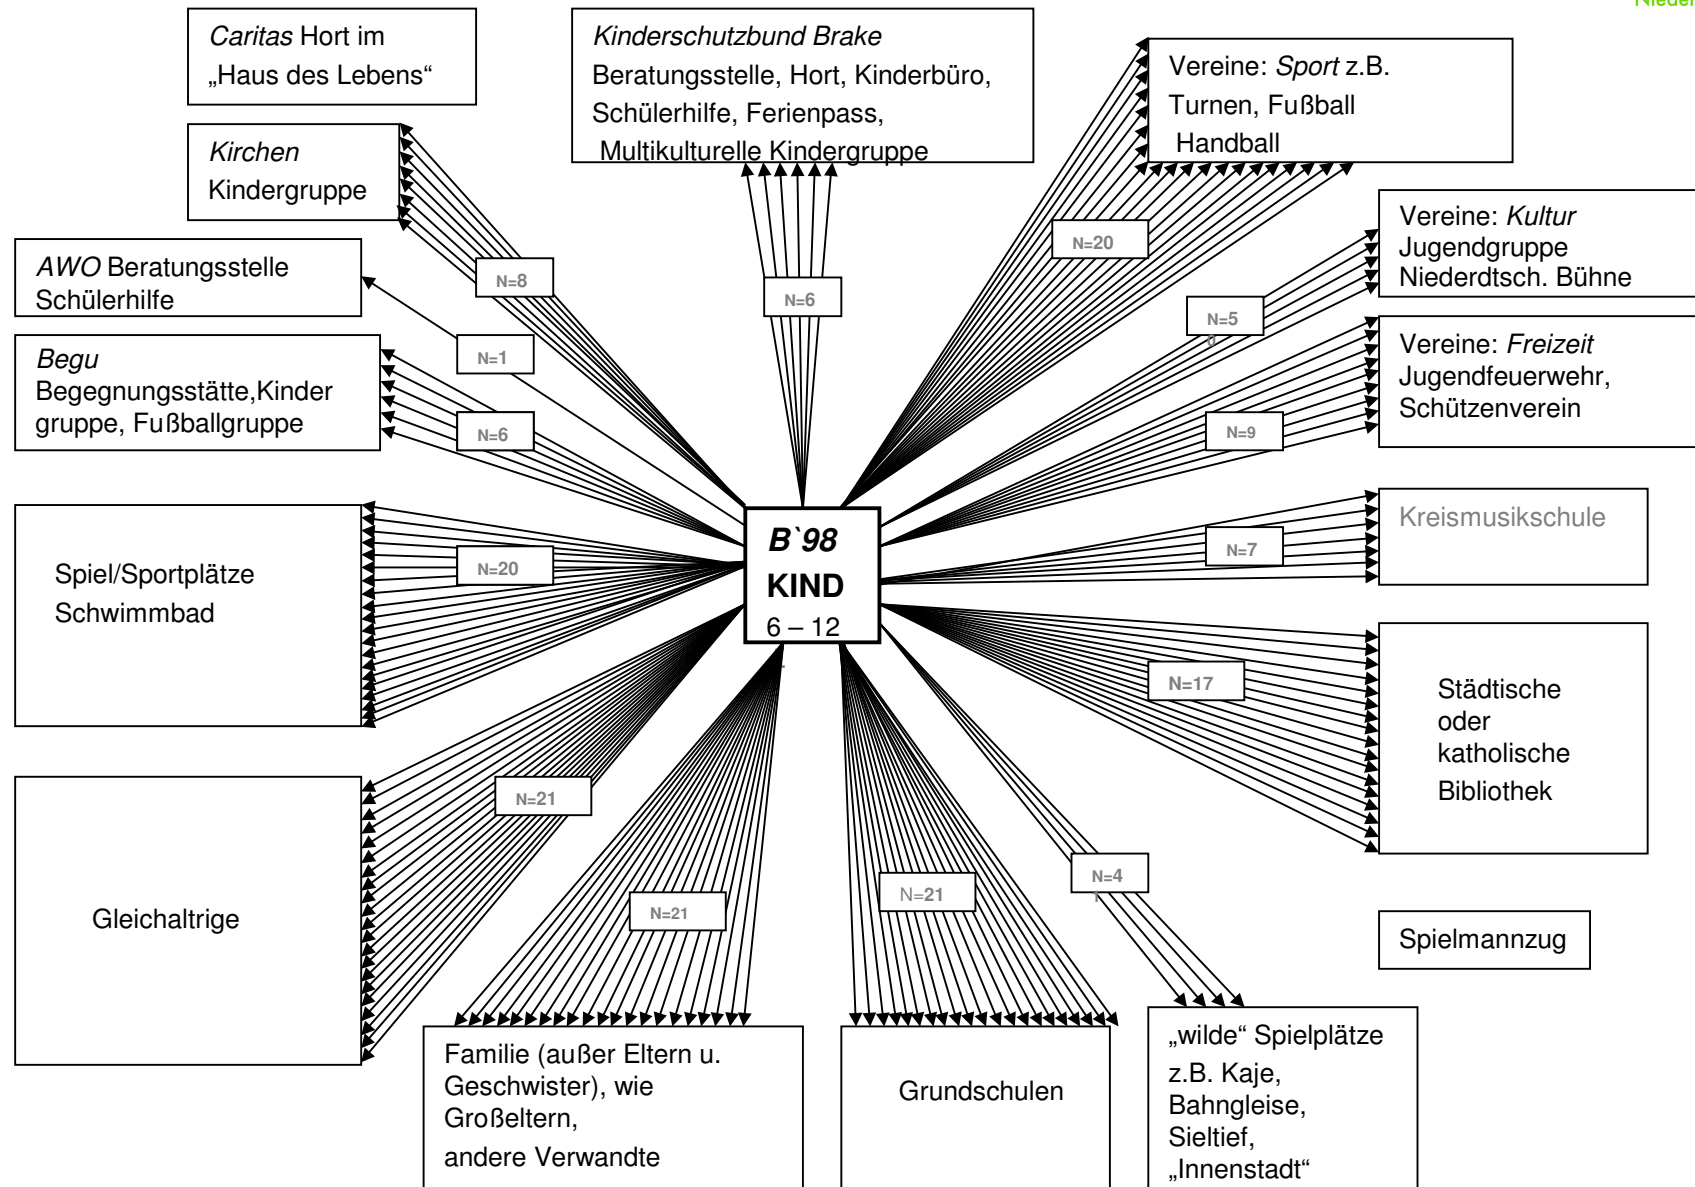 Caritas Hort im
„Haus des Lebens“
Kinderschutzbund Brake
Beratungsstelle, Hort, Kinderbüro,
Schülerhilfe, Ferienpass,
Multikulturelle Kindergruppe
Vereine: Sport z.B.
Turnen, Fußball
Handball
Kirchen
Kindergruppe
Vereine: Kultur
Jugendgruppe
Niederdtsch. Bühne
AWO Beratungsstelle
Schülerhilfe
N=8
N=6
N=20
N=5
Begu
Begegnungsstätte,Kinder
gruppe, Fußballgruppe
N=1
N=6
Vereine: Freizeit
Jugendfeuerwehr,
Schützenverein
N=9
Kreismusikschule
N=7
Spiel/Sportplätze
Schwimmbad
N=20
B`98
KIND
6 – 12
N=17
Städtische
oder
katholische
Bibliothek
Gleichaltrige
N=21
N=21
N=21
N=4
Spielmannzug
Familie (außer Eltern u.
Geschwister), wie
Großeltern,
andere Verwandte
Grundschulen
„wilde“ Spielplätze
z.B. Kaje,
Bahngleise,
Sieltief,
„Innenstadt“